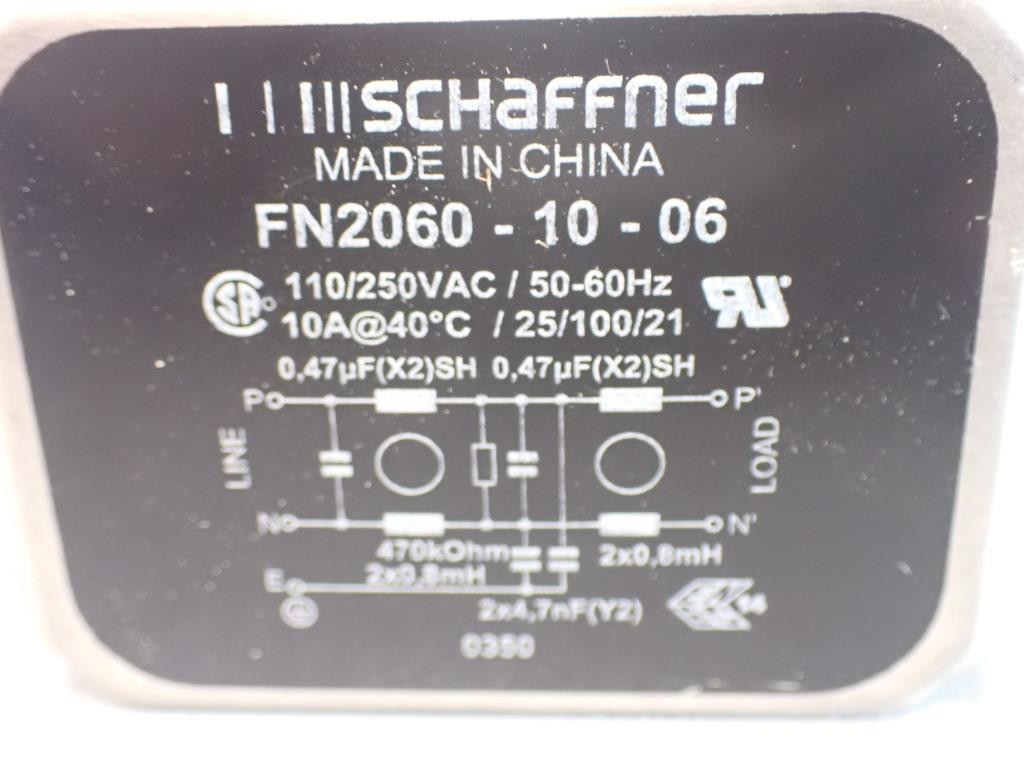 SCHAFFNER
MADE IN CHINA
FN2060 - 10 - 06
110/250VAC / 50-60Hz
10A@40°C / 25/100/21
0,47µF(X2)SH 0,47µF(X2)SH
P P'
LINE
LOAD
N N'
470kOhm
2x0,8mH
2x0,8mH
E
2x4,7nF(Y2)
14
0350